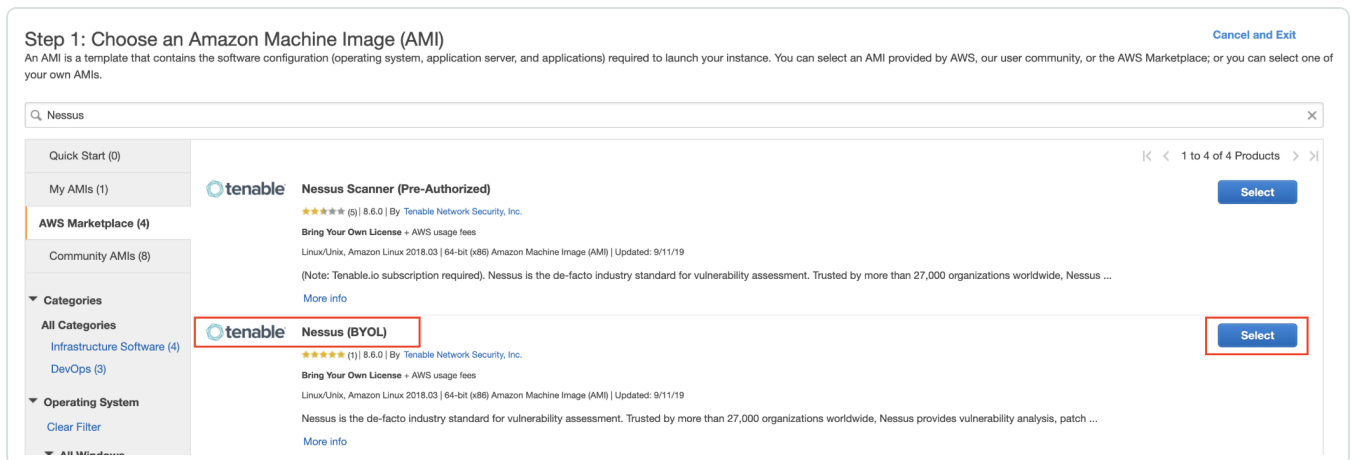 Step 1: Choose an Amazon Machine Image (AMI)
Cancel and Exit
An AMI is a template that contains the software configuration (operating system, application server, and applications) required to launch your instance. You can select an AMI provided by AWS, our user community, or the AWS Marketplace; or you can select one of
your own AMIs.
Nessus
Quick Start (0)
My AMIs (1)
AWS Marketplace (4)
Community AMIs (8)
Categories
All Categories
Infrastructure Software (4)
DevOps (3)
Operating System
Clear Filter
All Windows
1 to 4 of 4 Products
tenable
Nessus Scanner (Pre-Authorized)
Select
(5) | 8.6.0 | By Tenable Network Security, Inc.
Bring Your Own License + AWS usage fees
Linux/Unix, Amazon Linux 2018.03 | 64-bit (x86) Amazon Machine Image (AMI) | Updated: 9/11/19
(Note: Tenable.io subscription required). Nessus is the de-facto industry standard for vulnerability assessment. Trusted by more than 27,000 organizations worldwide, Nessus ...
More info
tenable
Nessus (BYOL)
Select
(1) | 8.6.0 | By Tenable Network Security, Inc.
Bring Your Own License + AWS usage fees
Linux/Unix, Amazon Linux 2018.03 | 64-bit (x86) Amazon Machine Image (AMI) | Updated: 9/11/19
Nessus is the de-facto industry standard for vulnerability assessment. Trusted by more than 27,000 organizations worldwide, Nessus provides vulnerability analysis, patch ...
More info